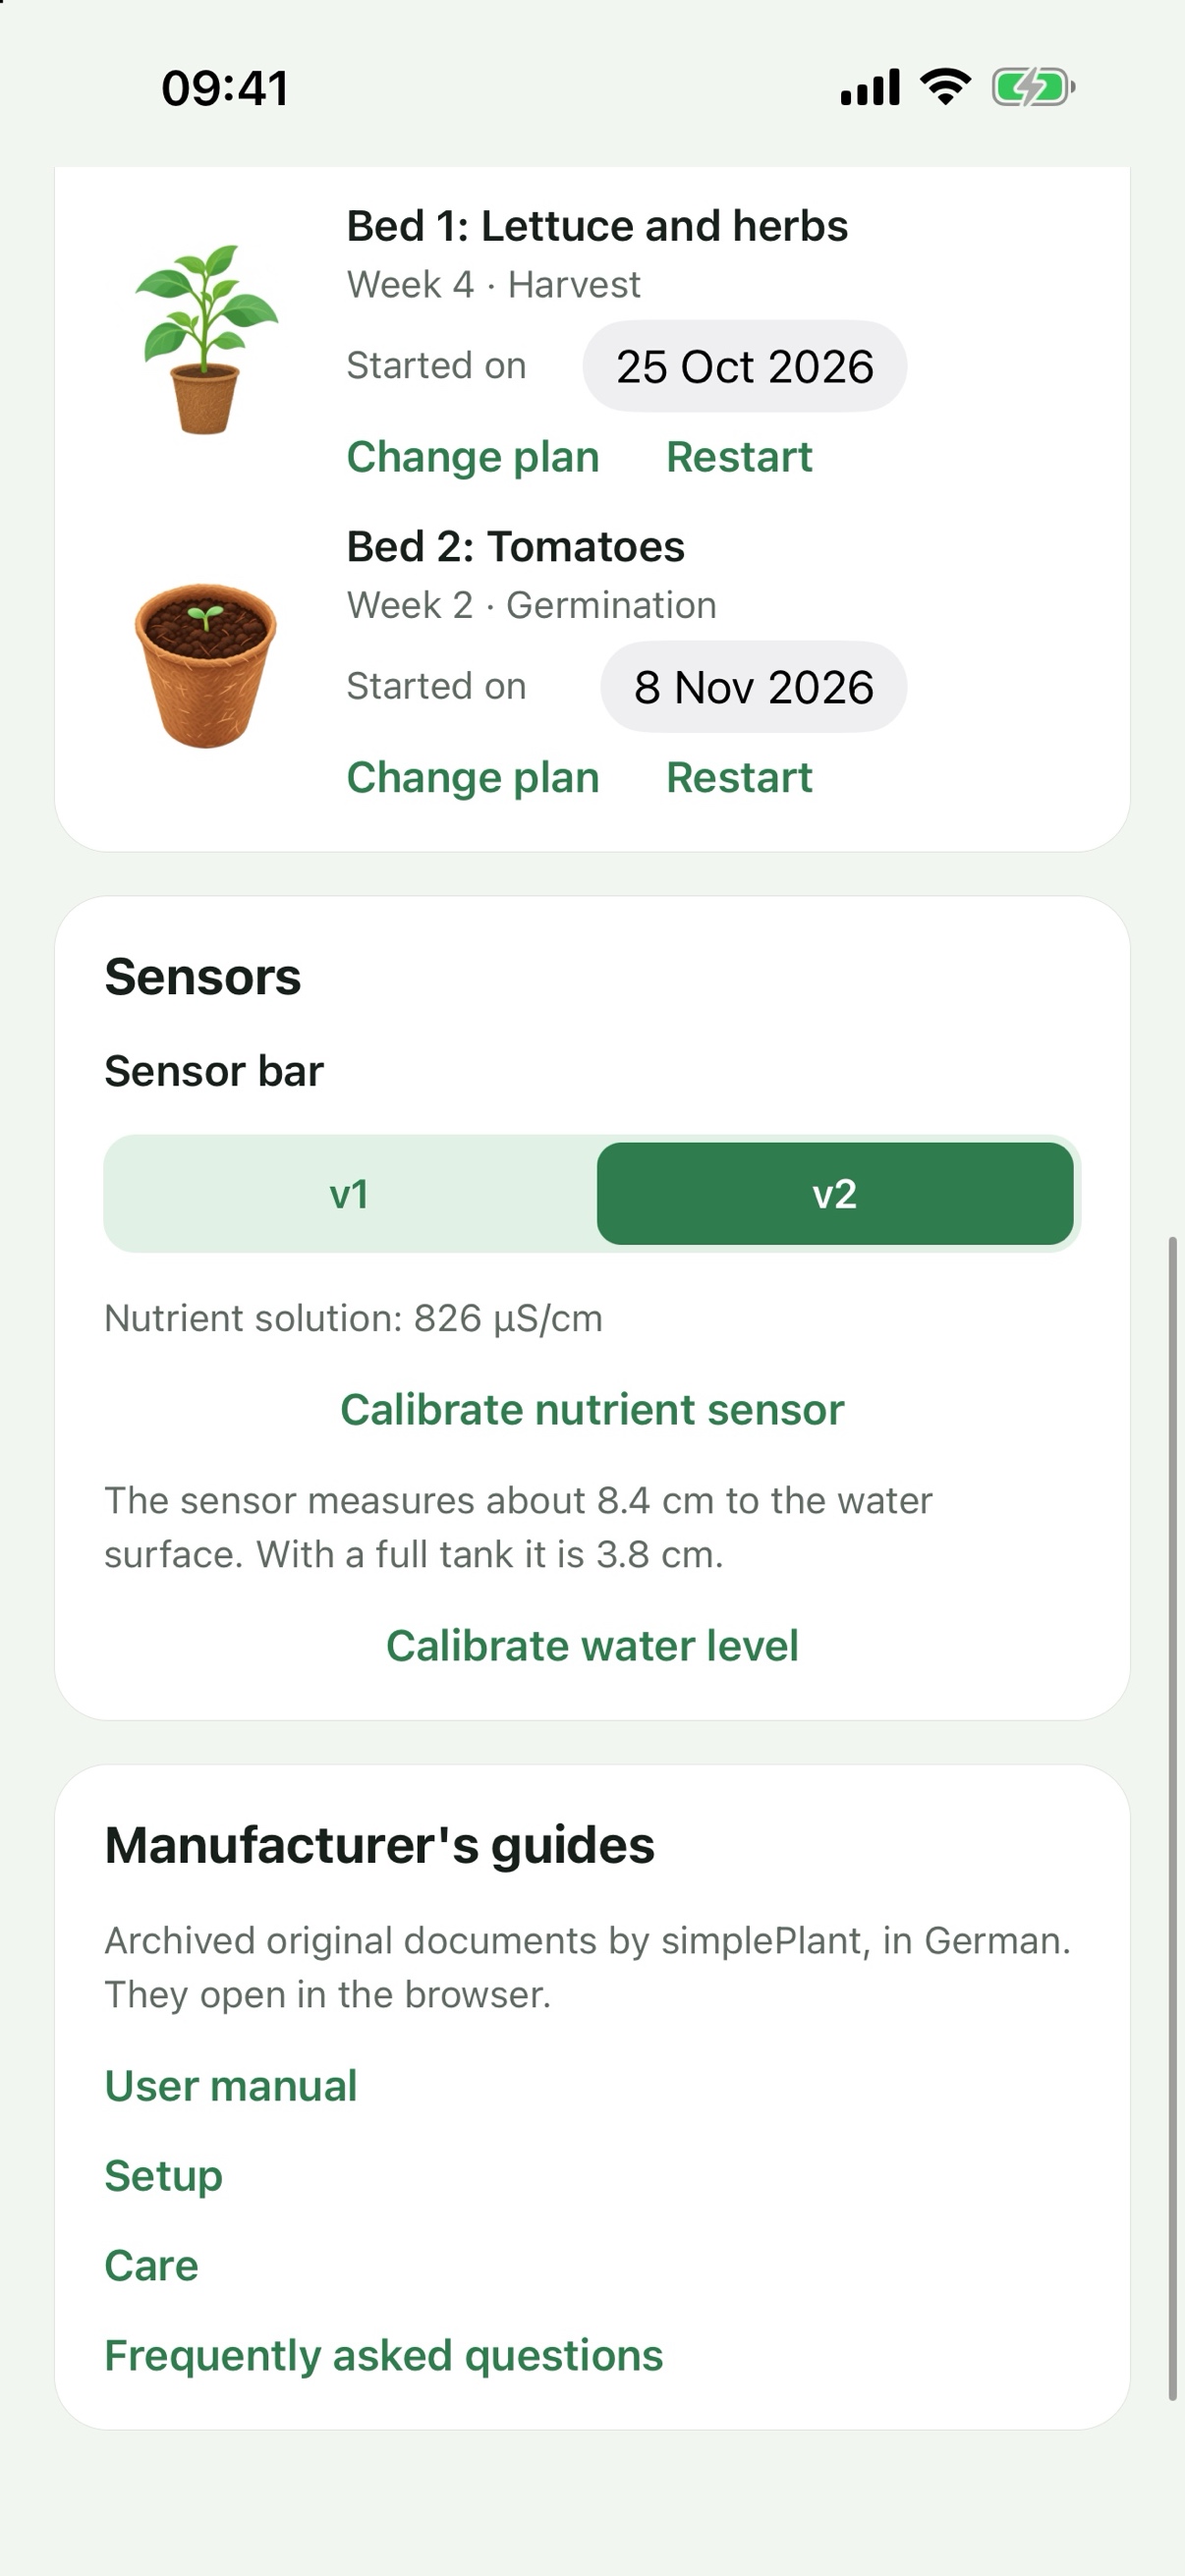 09:41
Bed 1: Lettuce and herbs
Week 4 · Harvest
Started on 25 Oct 2026
Change plan Restart
Bed 2: Tomatoes
Week 2 · Germination
Started on 8 Nov 2026
Change plan Restart
Sensors
Sensor bar
v1 v2
Nutrient solution: 826 µS/cm
Calibrate nutrient sensor
The sensor measures about 8.4 cm to the water
surface. With a full tank it is 3.8 cm.
Calibrate water level
Manufacturer's guides
Archived original documents by simplePlant, in German.
They open in the browser.
User manual
Setup
Care
Frequently asked questions